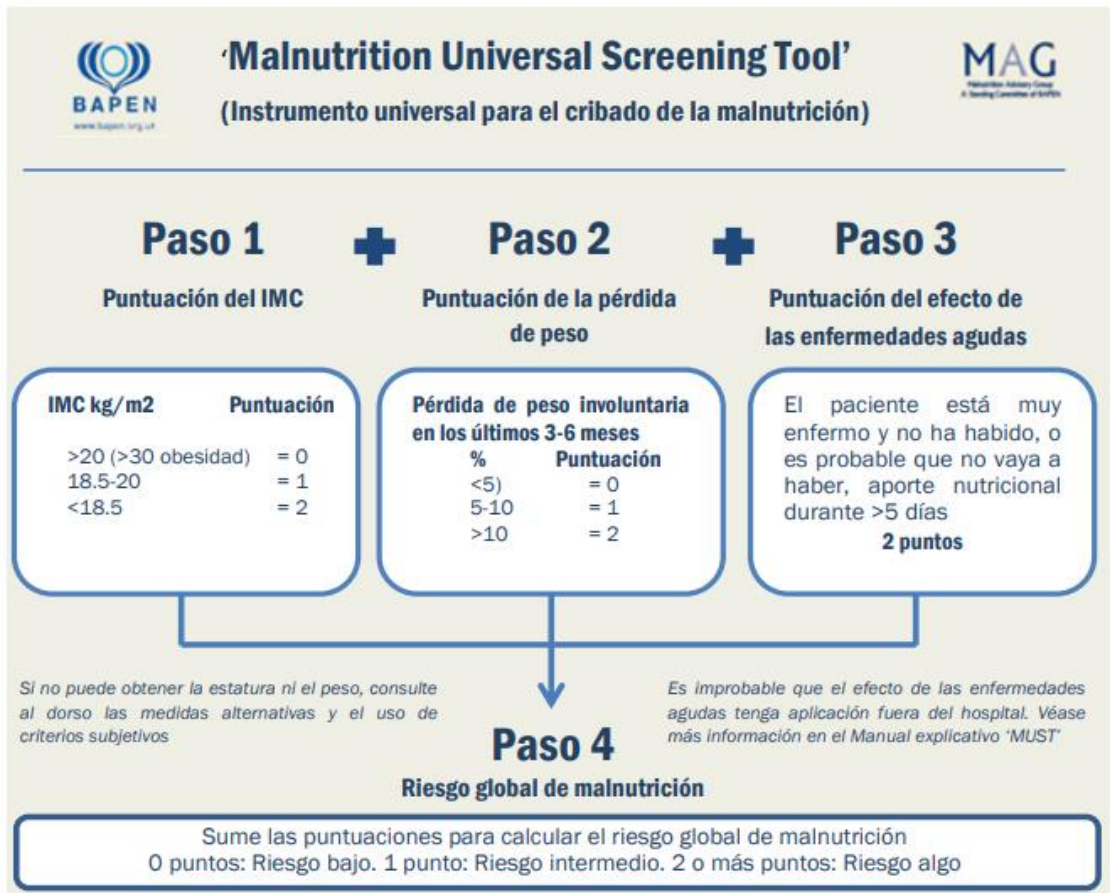 ‘Malnutrition Universal Screening Tool’
(Instrumento universal para el cribado de la malnutrición)
BAPEN
www.bapen.org.uk
MAG
Malnutrition Advisory Group
A Standing Committee of BAPEN
Paso 1
Puntuación del IMC
IMC kg/m2 Puntuación
>20 (>30 obesidad) = 0
18.5-20 = 1
<18.5 = 2
Paso 2
Puntuación de la pérdida
de peso
Pérdida de peso involuntaria
en los últimos 3-6 meses
% Puntuación
<5) = 0
5-10 = 1
>10 = 2
Paso 3
Puntuación del efecto de
las enfermedades agudas
El paciente está muy
enfermo y no ha habido, o
es probable que no vaya a
haber, aporte nutricional
durante >5 días
2 puntos
Si no puede obtener la estatura ni el peso, consulte
al dorso las medidas alternativas y el uso de
criterios subjetivos
Es improbable que el efecto de las enfermedades
agudas tenga aplicación fuera del hospital. Véase
más información en el Manual explicativo ‘MUST’
Paso 4
Riesgo global de malnutrición
Sume las puntuaciones para calcular el riesgo global de malnutrición
0 puntos: Riesgo bajo. 1 punto: Riesgo intermedio. 2 o más puntos: Riesgo algo